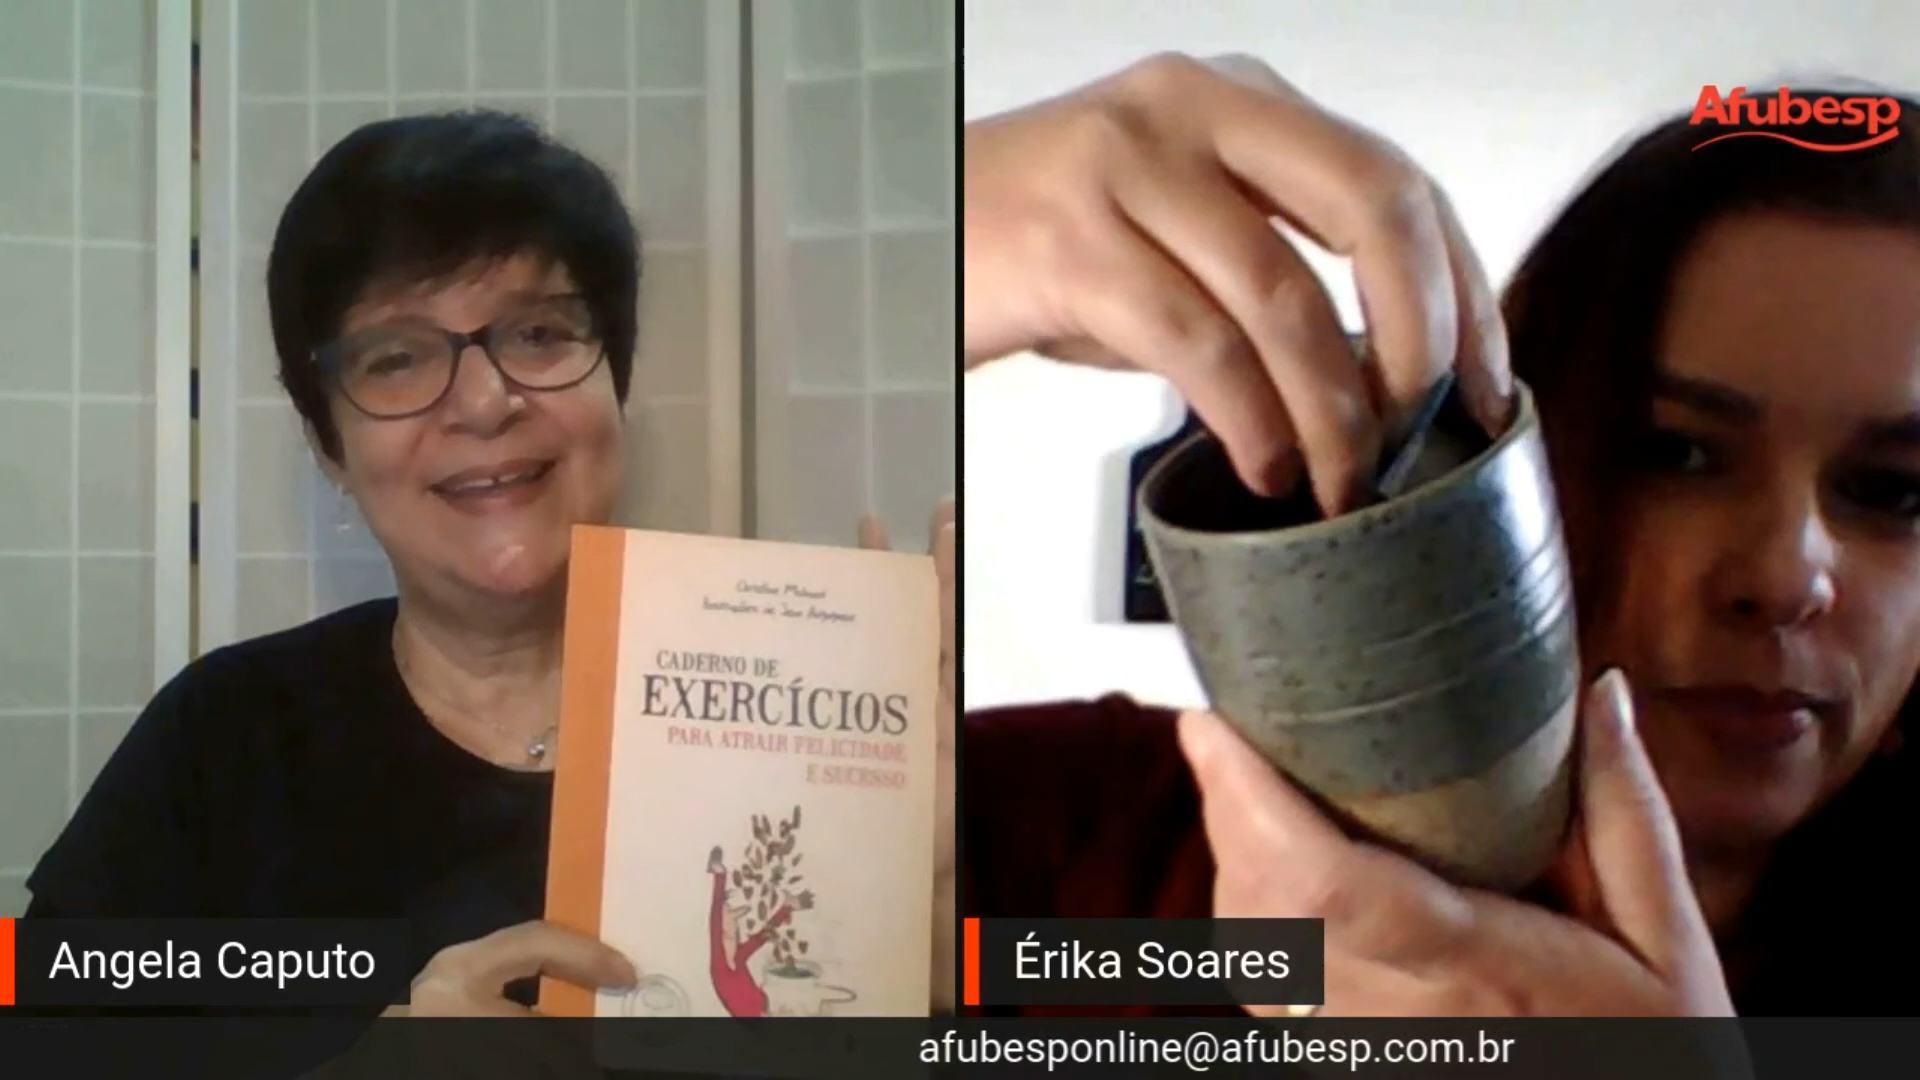 Afubesp
CADERNO DE
EXERCÍCIOS
PARA ATRAIR FELICIDADE
E SUCESSO
Angela Caputo
Érika Soares
afubesponline@afubesp.com.br